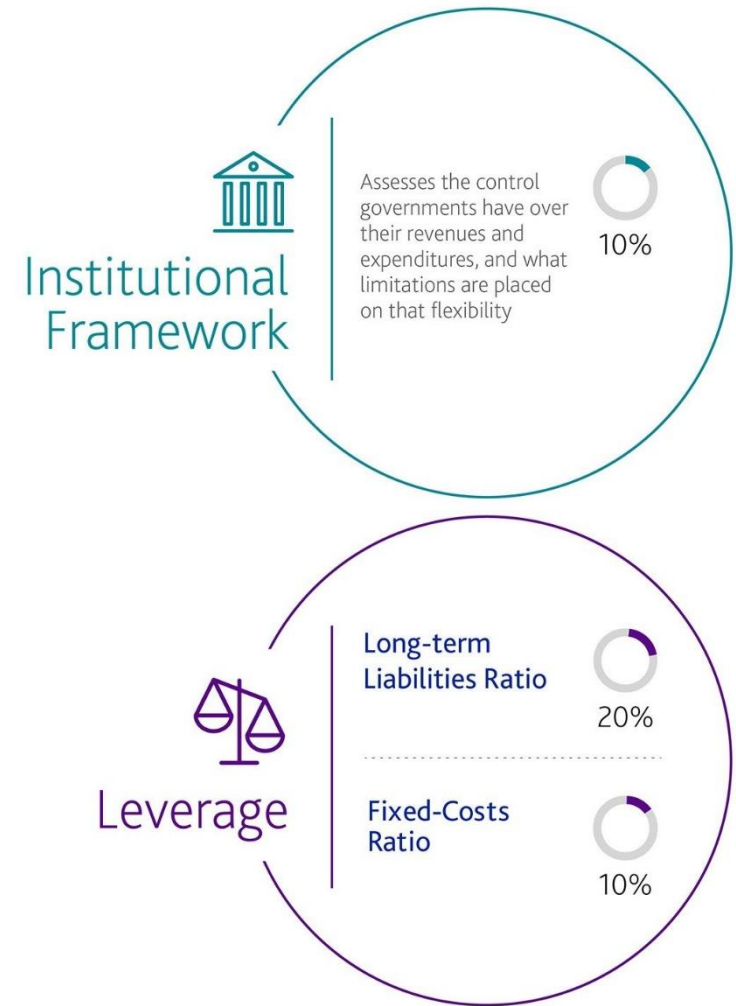 Institutional
Framework
Assesses the control
governments have over
their revenues and
expenditures, and what
limitations are placed
on that flexibility
10%
Leverage
Long-term
Liabilities Ratio
20%
Fixed-Costs
Ratio
10%